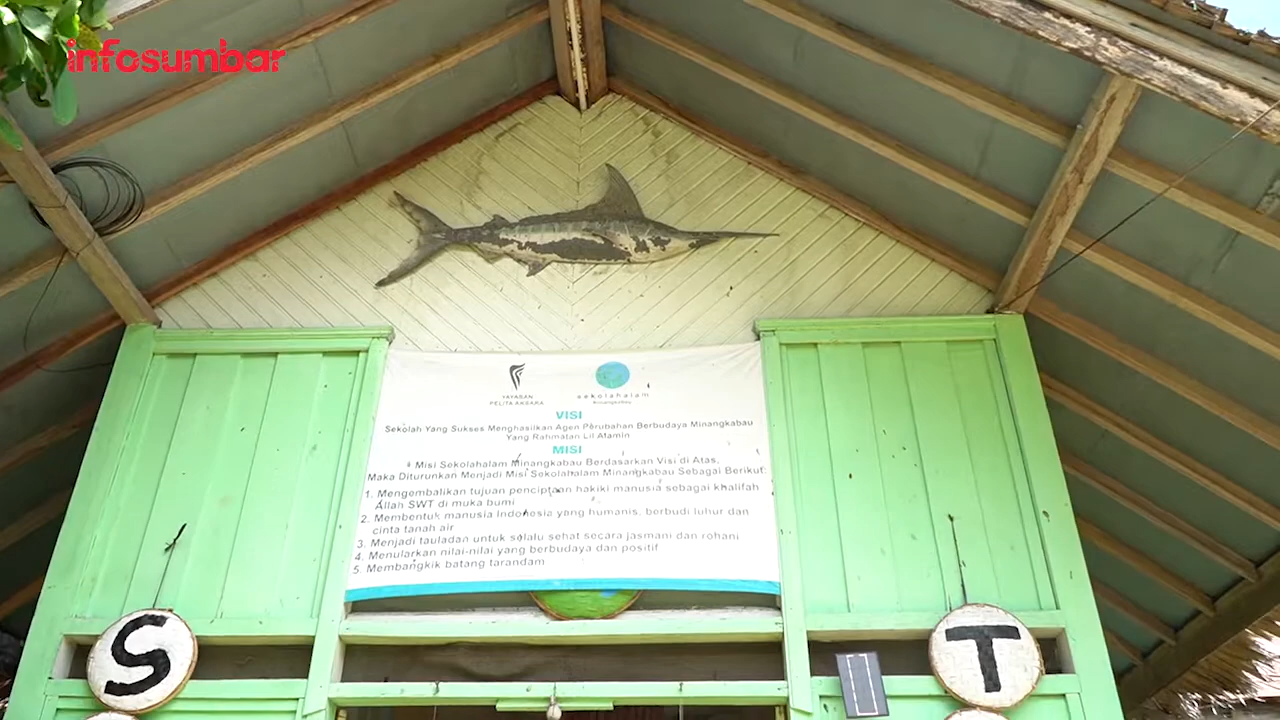 infosumbar
YAYASAN
PELITA AKSARA
sekolahalam
Minangkabau
VISI
Sekolah Yang Sukses Menghasilkan Agen Perubahan Berbudaya Minangkabau
Yang Rahmatan Lil Alamin
MISI
Misi Sekolahalam Minangkabau Berdasarkan Visi di Atas,
Maka Diturunkan Menjadi Misi Sekolahalam Minangkabau Sebagai Berikut:
1. Mengembalikan tujuan penciptaan hakiki manusia sebagai khalifah
Allah SWT di muka bumi
2. Membentuk manusia Indonesia yang humanis, berbudi luhur dan
cinta tanah air
3. Menjadi tauladan untuk selalu sehat secara jasmani dan rohani
4. Menularkan nilai-nilai yang berbudaya dan positif
5. Membangkik batang tarandam
S
T